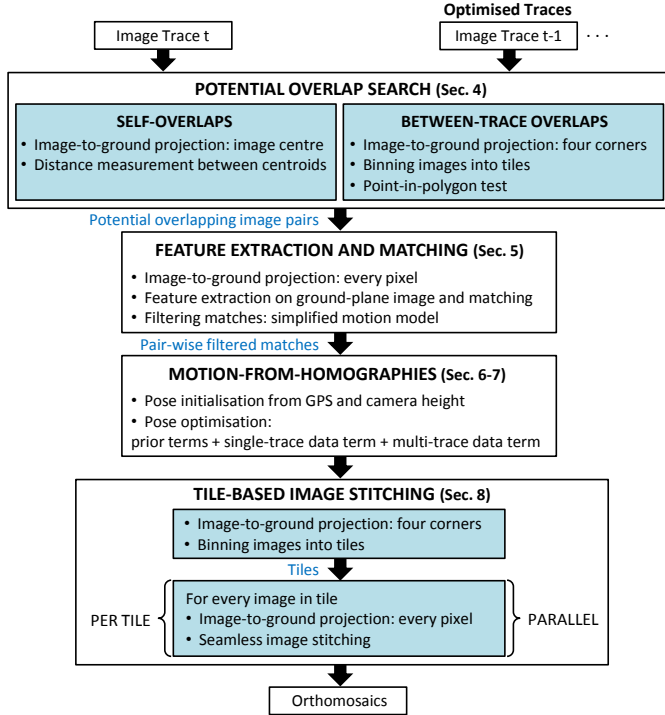 Optimised Traces
Image Trace t
Image Trace t-1
. . .
POTENTIAL OVERLAP SEARCH (Sec. 4)
SELF-OVERLAPS
• Image-to-ground projection: image centre
• Distance measurement between centroids
BETWEEN-TRACE OVERLAPS
• Image-to-ground projection: four corners
• Binning images into tiles
• Point-in-polygon test
Potential overlapping image pairs
FEATURE EXTRACTION AND MATCHING (Sec. 5)
• Image-to-ground projection: every pixel
• Feature extraction on ground-plane image and matching
• Filtering matches: simplified motion model
Pair-wise filtered matches
MOTION-FROM-HOMOGRAPHIES (Sec. 6-7)
• Pose initialisation from GPS and camera height
• Pose optimisation:
prior terms + single-trace data term + multi-trace data term
TILE-BASED IMAGE STITCHING (Sec. 8)
• Image-to-ground projection: four corners
• Binning images into tiles
Tiles
PER TILE
For every image in tile
• Image-to-ground projection: every pixel
• Seamless image stitching
PARALLEL
Orthomosaics